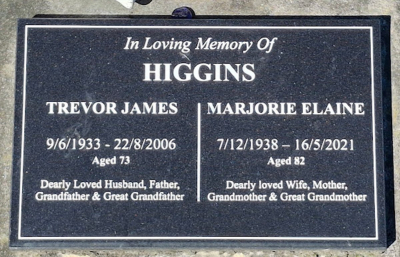 In Loving Memory Of
HIGGINS
TREVOR JAMES
9/6/1933 - 22/8/2006
Aged 73
Dearly Loved Husband, Father,
Grandfather & Great Grandfather
MARJORIE ELAINE
7/12/1938 – 16/5/2021
Aged 82
Dearly loved Wife, Mother,
Grandmother & Great Grandmother